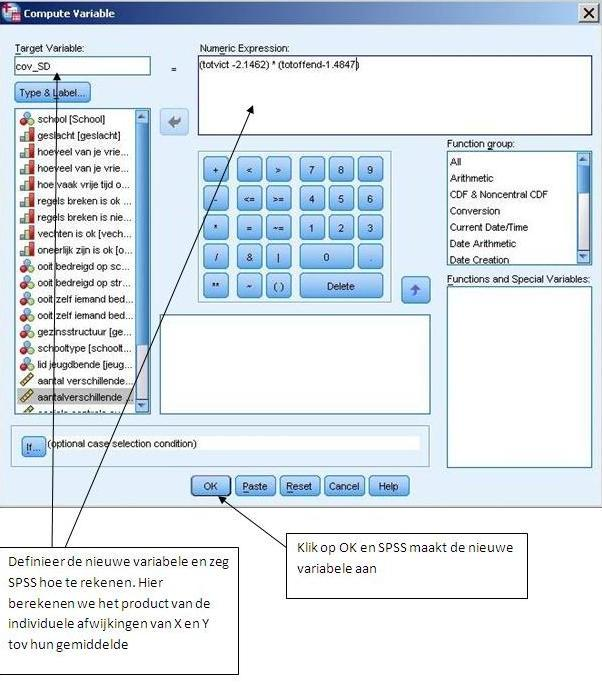 Compute Variable
Target Variable:
Numeric Expression:
cov_SD
=
(totvict -2.1462) * (totoffend-1.4847)
Type & Label...
school [School]
geslacht [geslacht]
hoeveel van je vrie...
hoeveel van je vrie...
hoe vaak vrije tijd o...
regels breken is ok ...
regels breken is nie...
vechten is ok [vech...
oneerlijk zijn is ok [o...
ooit bedreigd op sc...
ooit bedreigd op str...
ooit zelf iemand bed...
ooit zelf iemand bed...
gezinsstructuur [ge...
schooltype [schoolt...
lid jeugdbende [jeug...
aantal verschillende...
aantalverschillende ...
+ < > 7 8 9
- <= >= 4 5 6
* = ~= 1 2 3
/ & | 0 .
** ~ ( ) Delete
Function group:
All
Arithmetic
CDF & Noncentral CDF
Conversion
Current Date/Time
Date Arithmetic
Date Creation
Functions and Special Variables:
If... (optional case selection condition)
OK Paste Reset Cancel Help
Klik op OK en SPSS maakt de nieuwe
variabele aan
Definieer de nieuwe variabele en zeg
SPSS hoe te rekenen. Hier
berekenen we het product van de
individuele afwijkingen van X en Y
tov hun gemiddelde